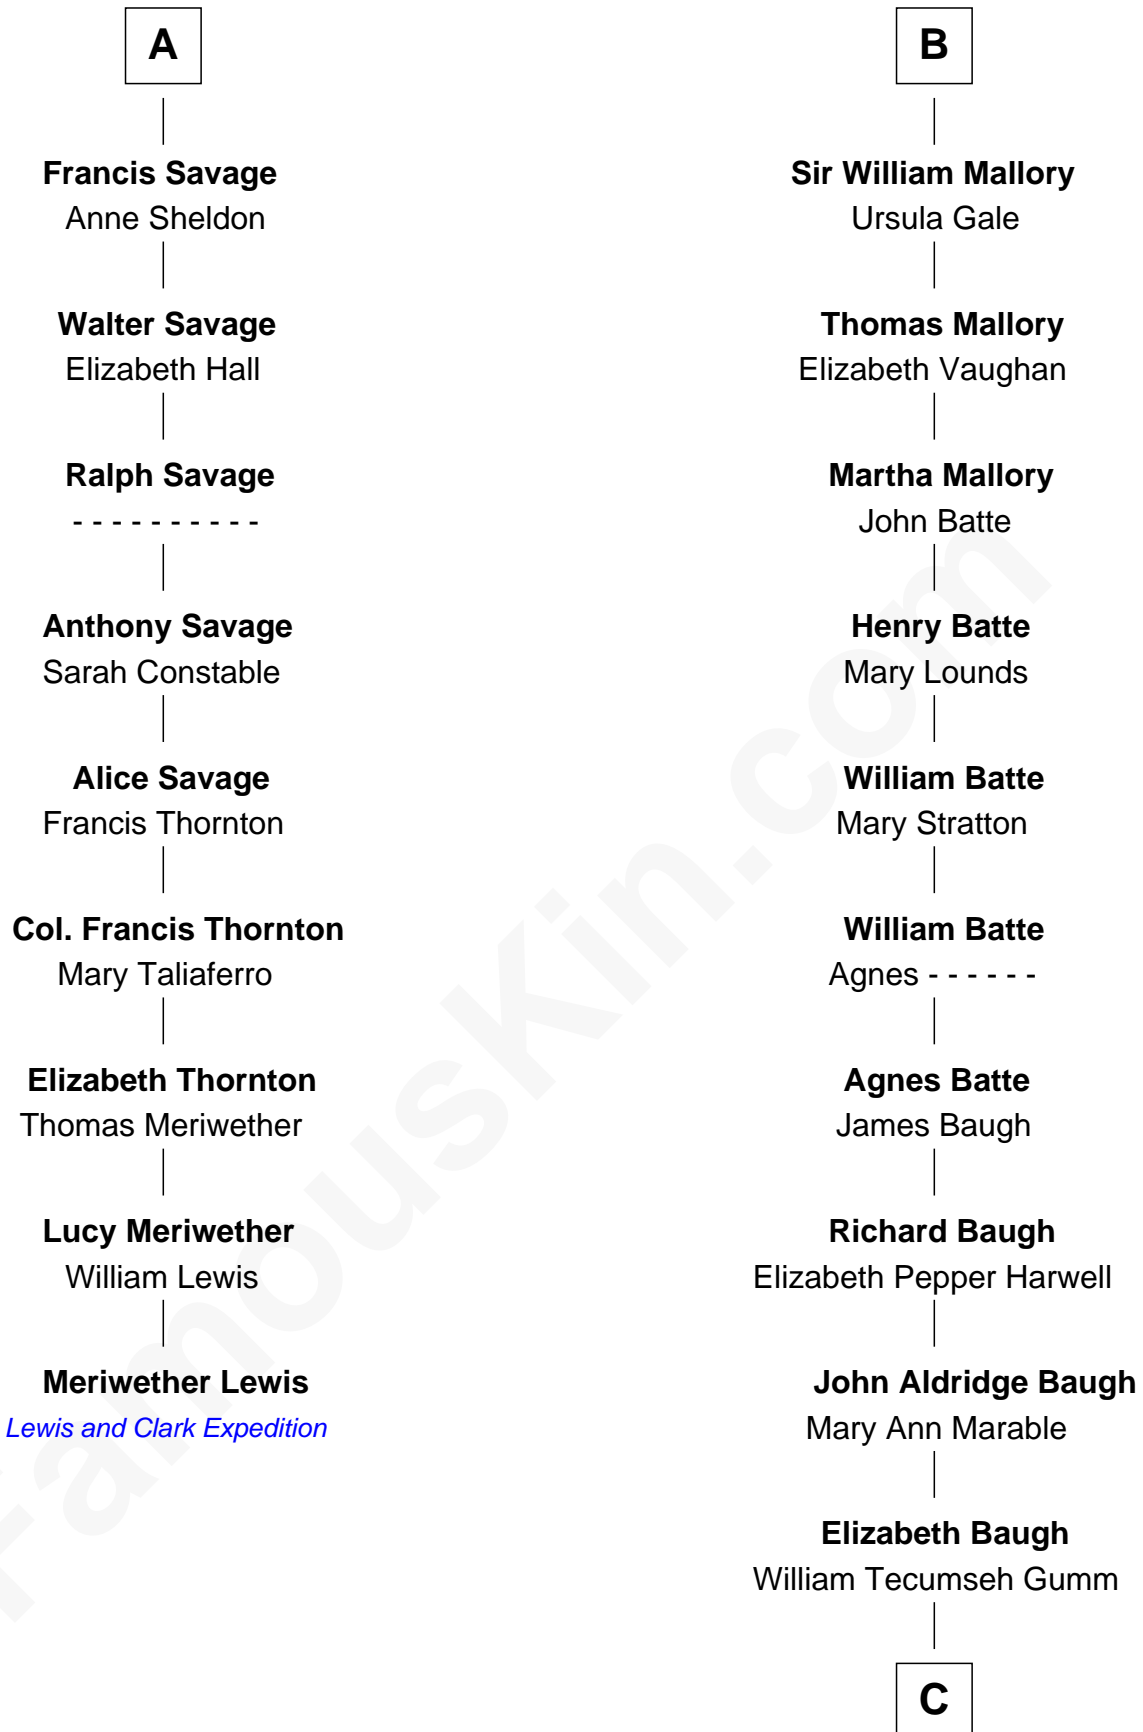 A
Francis Savage
Anne Sheldon
Walter Savage
Elizabeth Hall
Ralph Savage
- - - - - - - - - -
Anthony Savage
Sarah Constable
Alice Savage
Francis Thornton
Col. Francis Thornton
Mary Taliaferro
Elizabeth Thornton
Thomas Meriwether
Lucy Meriwether
William Lewis
Meriwether Lewis
Lewis and Clark Expedition
B
Sir William Mallory
Ursula Gale
Thomas Mallory
Elizabeth Vaughan
Martha Mallory
John Batte
Henry Batte
Mary Lounds
William Batte
Mary Stratton
William Batte
Agnes - - - - - -
Agnes Batte
James Baugh
Richard Baugh
Elizabeth Pepper Harwell
John Aldridge Baugh
Mary Ann Marable
Elizabeth Baugh
William Tecumseh Gumm
C
FamousKin.com